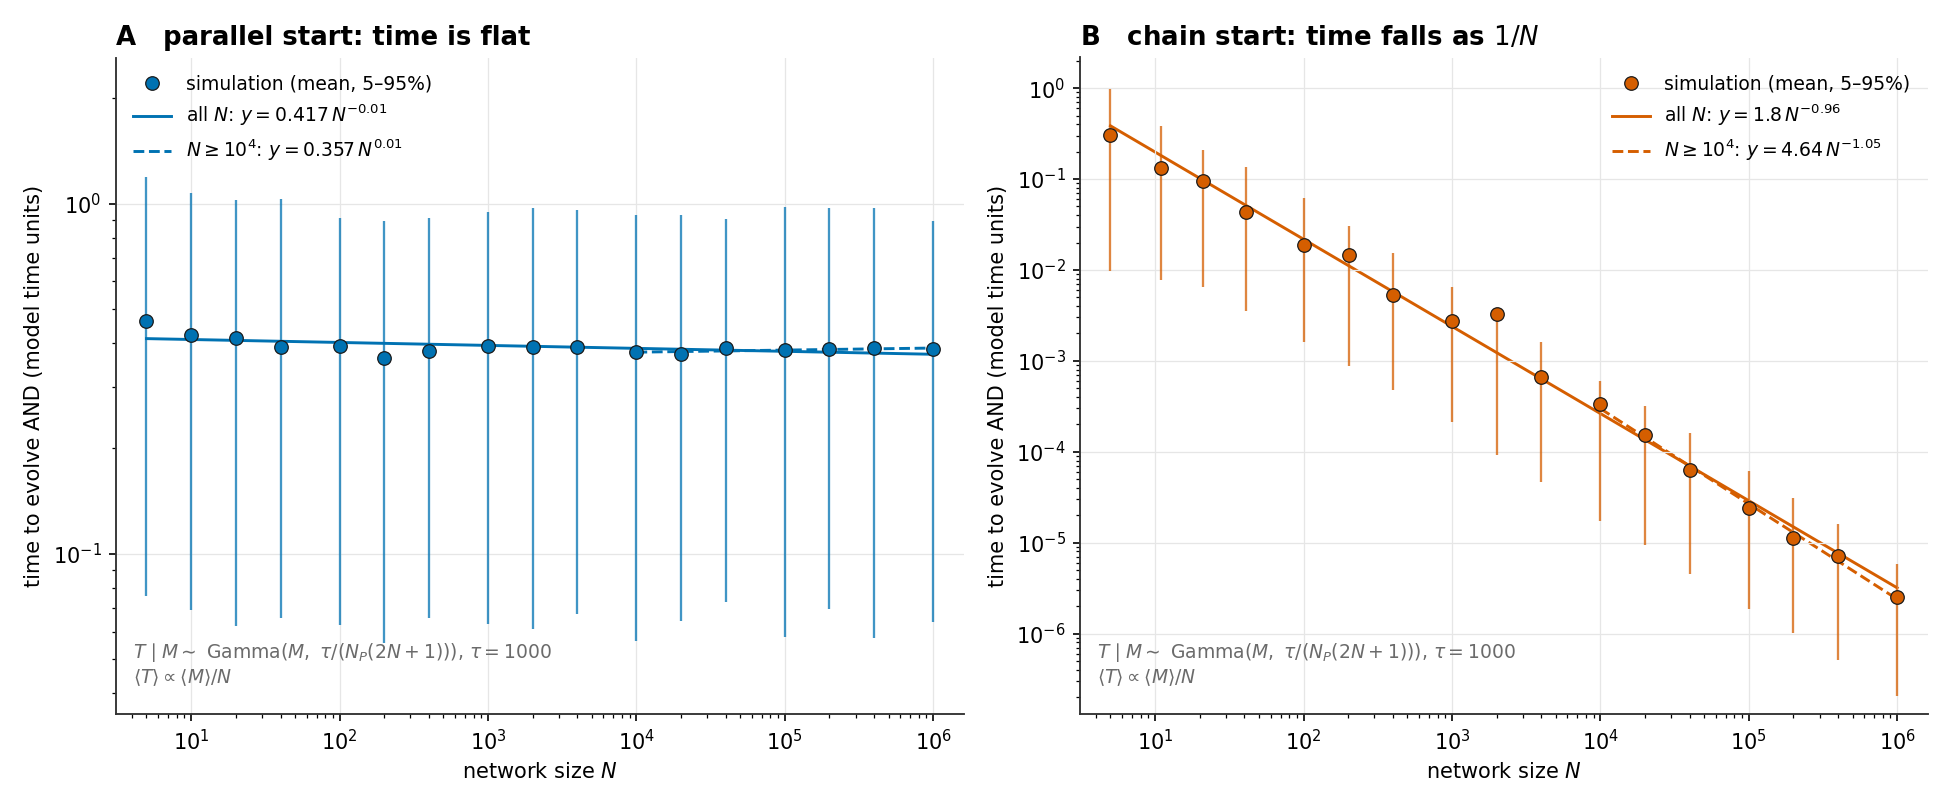 A parallel start: time is flat
simulation (mean, 5–95%)
all N: y = 0.417 N^−0.01
N ≥ 10^4: y = 0.357 N^0.01
time to evolve AND (model time units)
10^0
10^−1
T | M ∼ Gamma(M, τ/(N_P(2N + 1))), τ = 1000
⟨T⟩ ∝ ⟨M⟩/N
10^1 10^2 10^3 10^4 10^5 10^6
network size N
B chain start: time falls as 1/N
simulation (mean, 5–95%)
all N: y = 1.8 N^−0.96
N ≥ 10^4: y = 4.64 N^−1.05
time to evolve AND (model time units)
10^0
10^−1
10^−2
10^−3
10^−4
10^−5
10^−6
T | M ∼ Gamma(M, τ/(N_P(2N + 1))), τ = 1000
⟨T⟩ ∝ ⟨M⟩/N
10^1 10^2 10^3 10^4 10^5 10^6
network size N